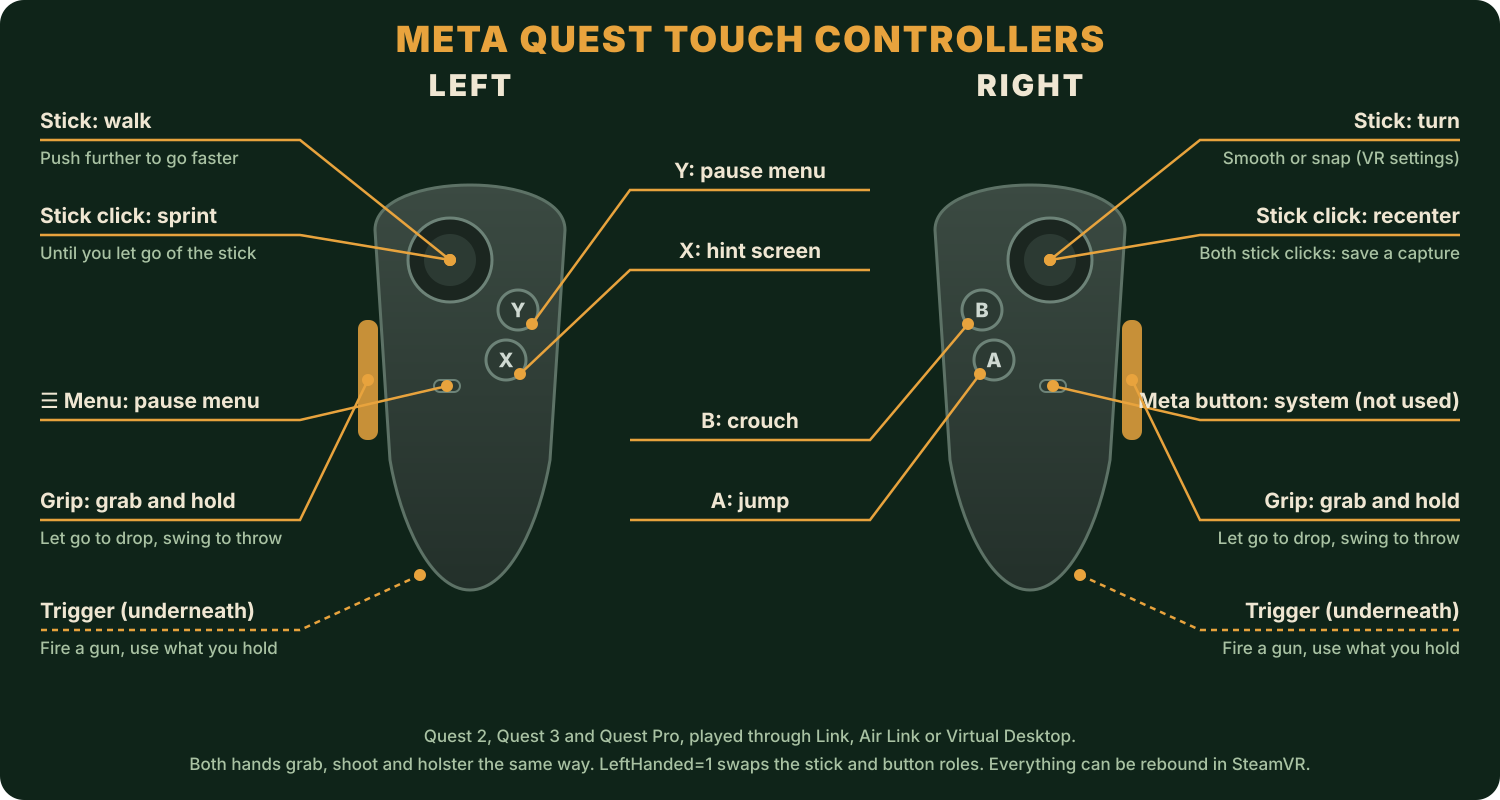 META QUEST TOUCH CONTROLLERS
LEFT
RIGHT
Stick: walk
Push further to go faster
Stick click: sprint
Until you let go of the stick
☰ Menu: pause menu
Grip: grab and hold
Let go to drop, swing to throw
Trigger (underneath)
Fire a gun, use what you hold
Y
X
Y: pause menu
X: hint screen
B: crouch
A: jump
B
A
Stick: turn
Smooth or snap (VR settings)
Stick click: recenter
Both stick clicks: save a capture
Meta button: system (not used)
Grip: grab and hold
Let go to drop, swing to throw
Trigger (underneath)
Fire a gun, use what you hold
Quest 2, Quest 3 and Quest Pro, played through Link, Air Link or Virtual Desktop.
Both hands grab, shoot and holster the same way. LeftHanded=1 swaps the stick and button roles. Everything can be rebound in SteamVR.